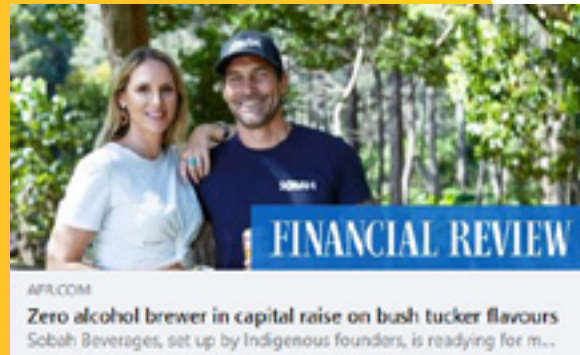 SOBAH
FINANCIAL REVIEW
AFR.COM
Zero alcohol brewer in capital raise on bush tucker flavours
Sobah Beverages, set up by Indigenous founders, is readying for m...